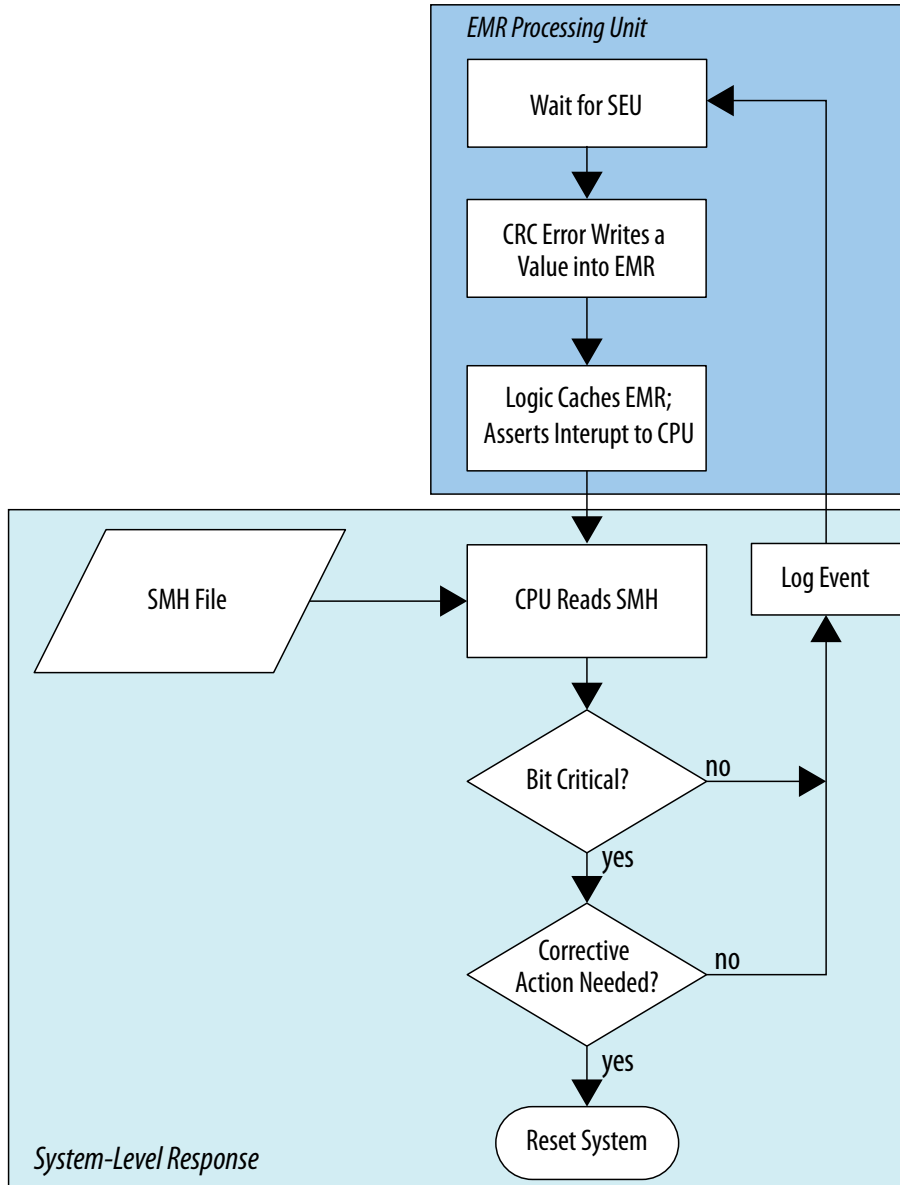 EMR Processing Unit
Wait for SEU
CRC Error Writes a
Value into EMR
Logic Caches EMR;
Asserts Interupt to CPU
SMH File
CPU Reads SMH
Log Event
Bit Critical?
no
yes
Corrective
Action Needed?
no
yes
Reset System
System-Level Response